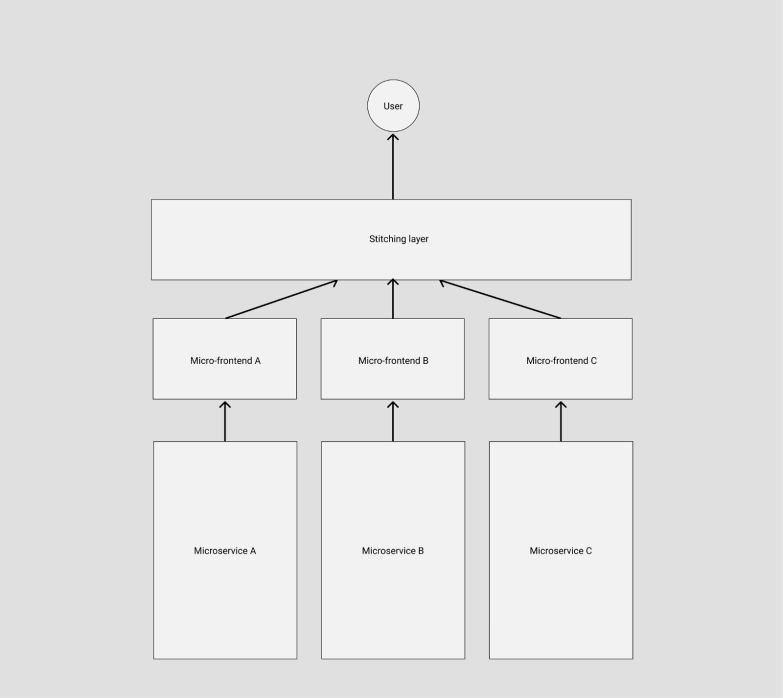 User
Stitching layer
Micro-frontend A
Micro-frontend B
Micro-frontend C
Microservice A
Microservice B
Microservice C